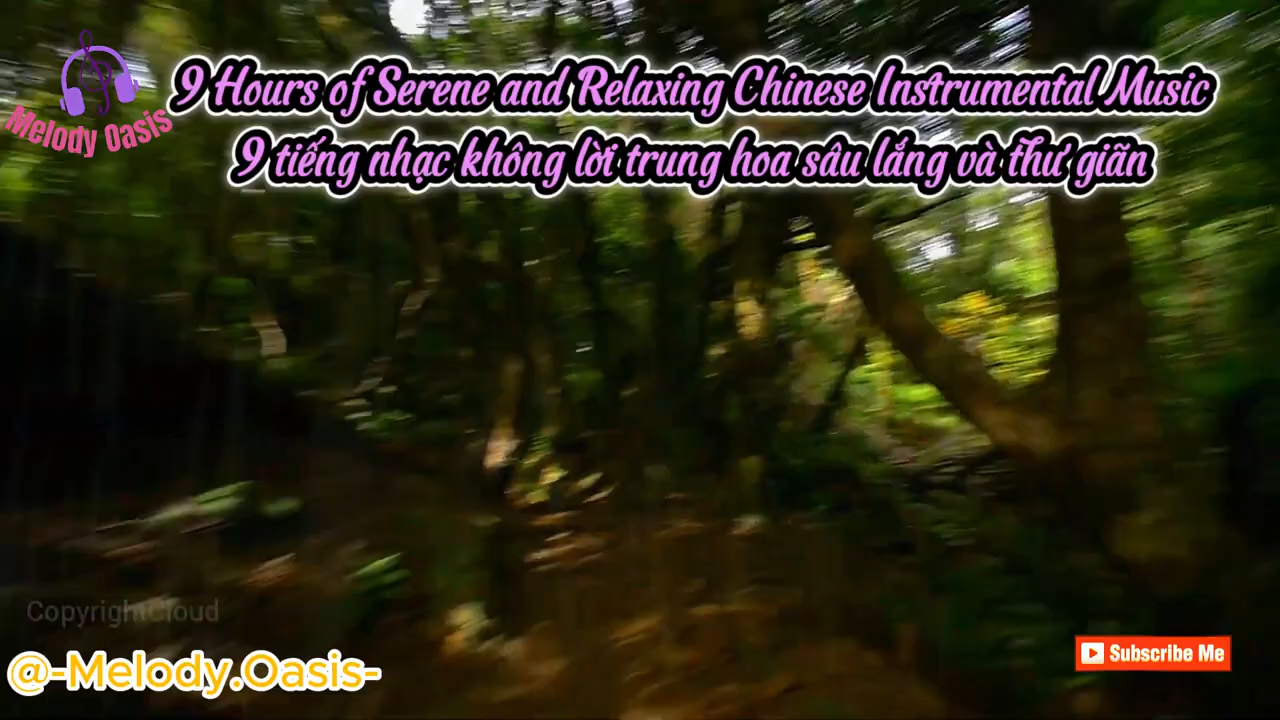 Melody Oasis
9 Hours of Serene and Relaxing Chinese Instrumental Music
9 tiếng nhạc không lời trung hoa sâu lắng và thư giãn
CopyrightCloud
@-Melody.Oasis-
Subscribe Me